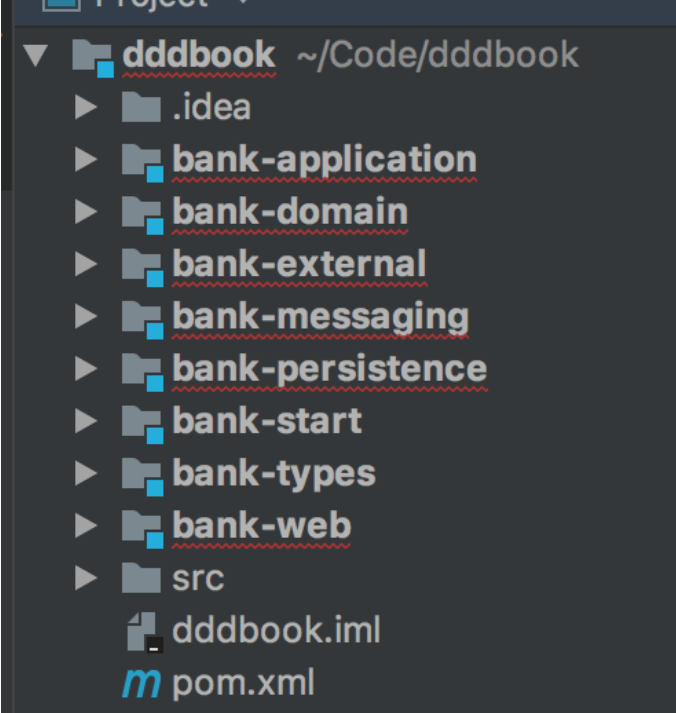 Project
dddbook ~/Code/dddbook
.idea
bank-application
bank-domain
bank-external
bank-messaging
bank-persistence
bank-start
bank-types
bank-web
src
dddbook.iml
pom.xml